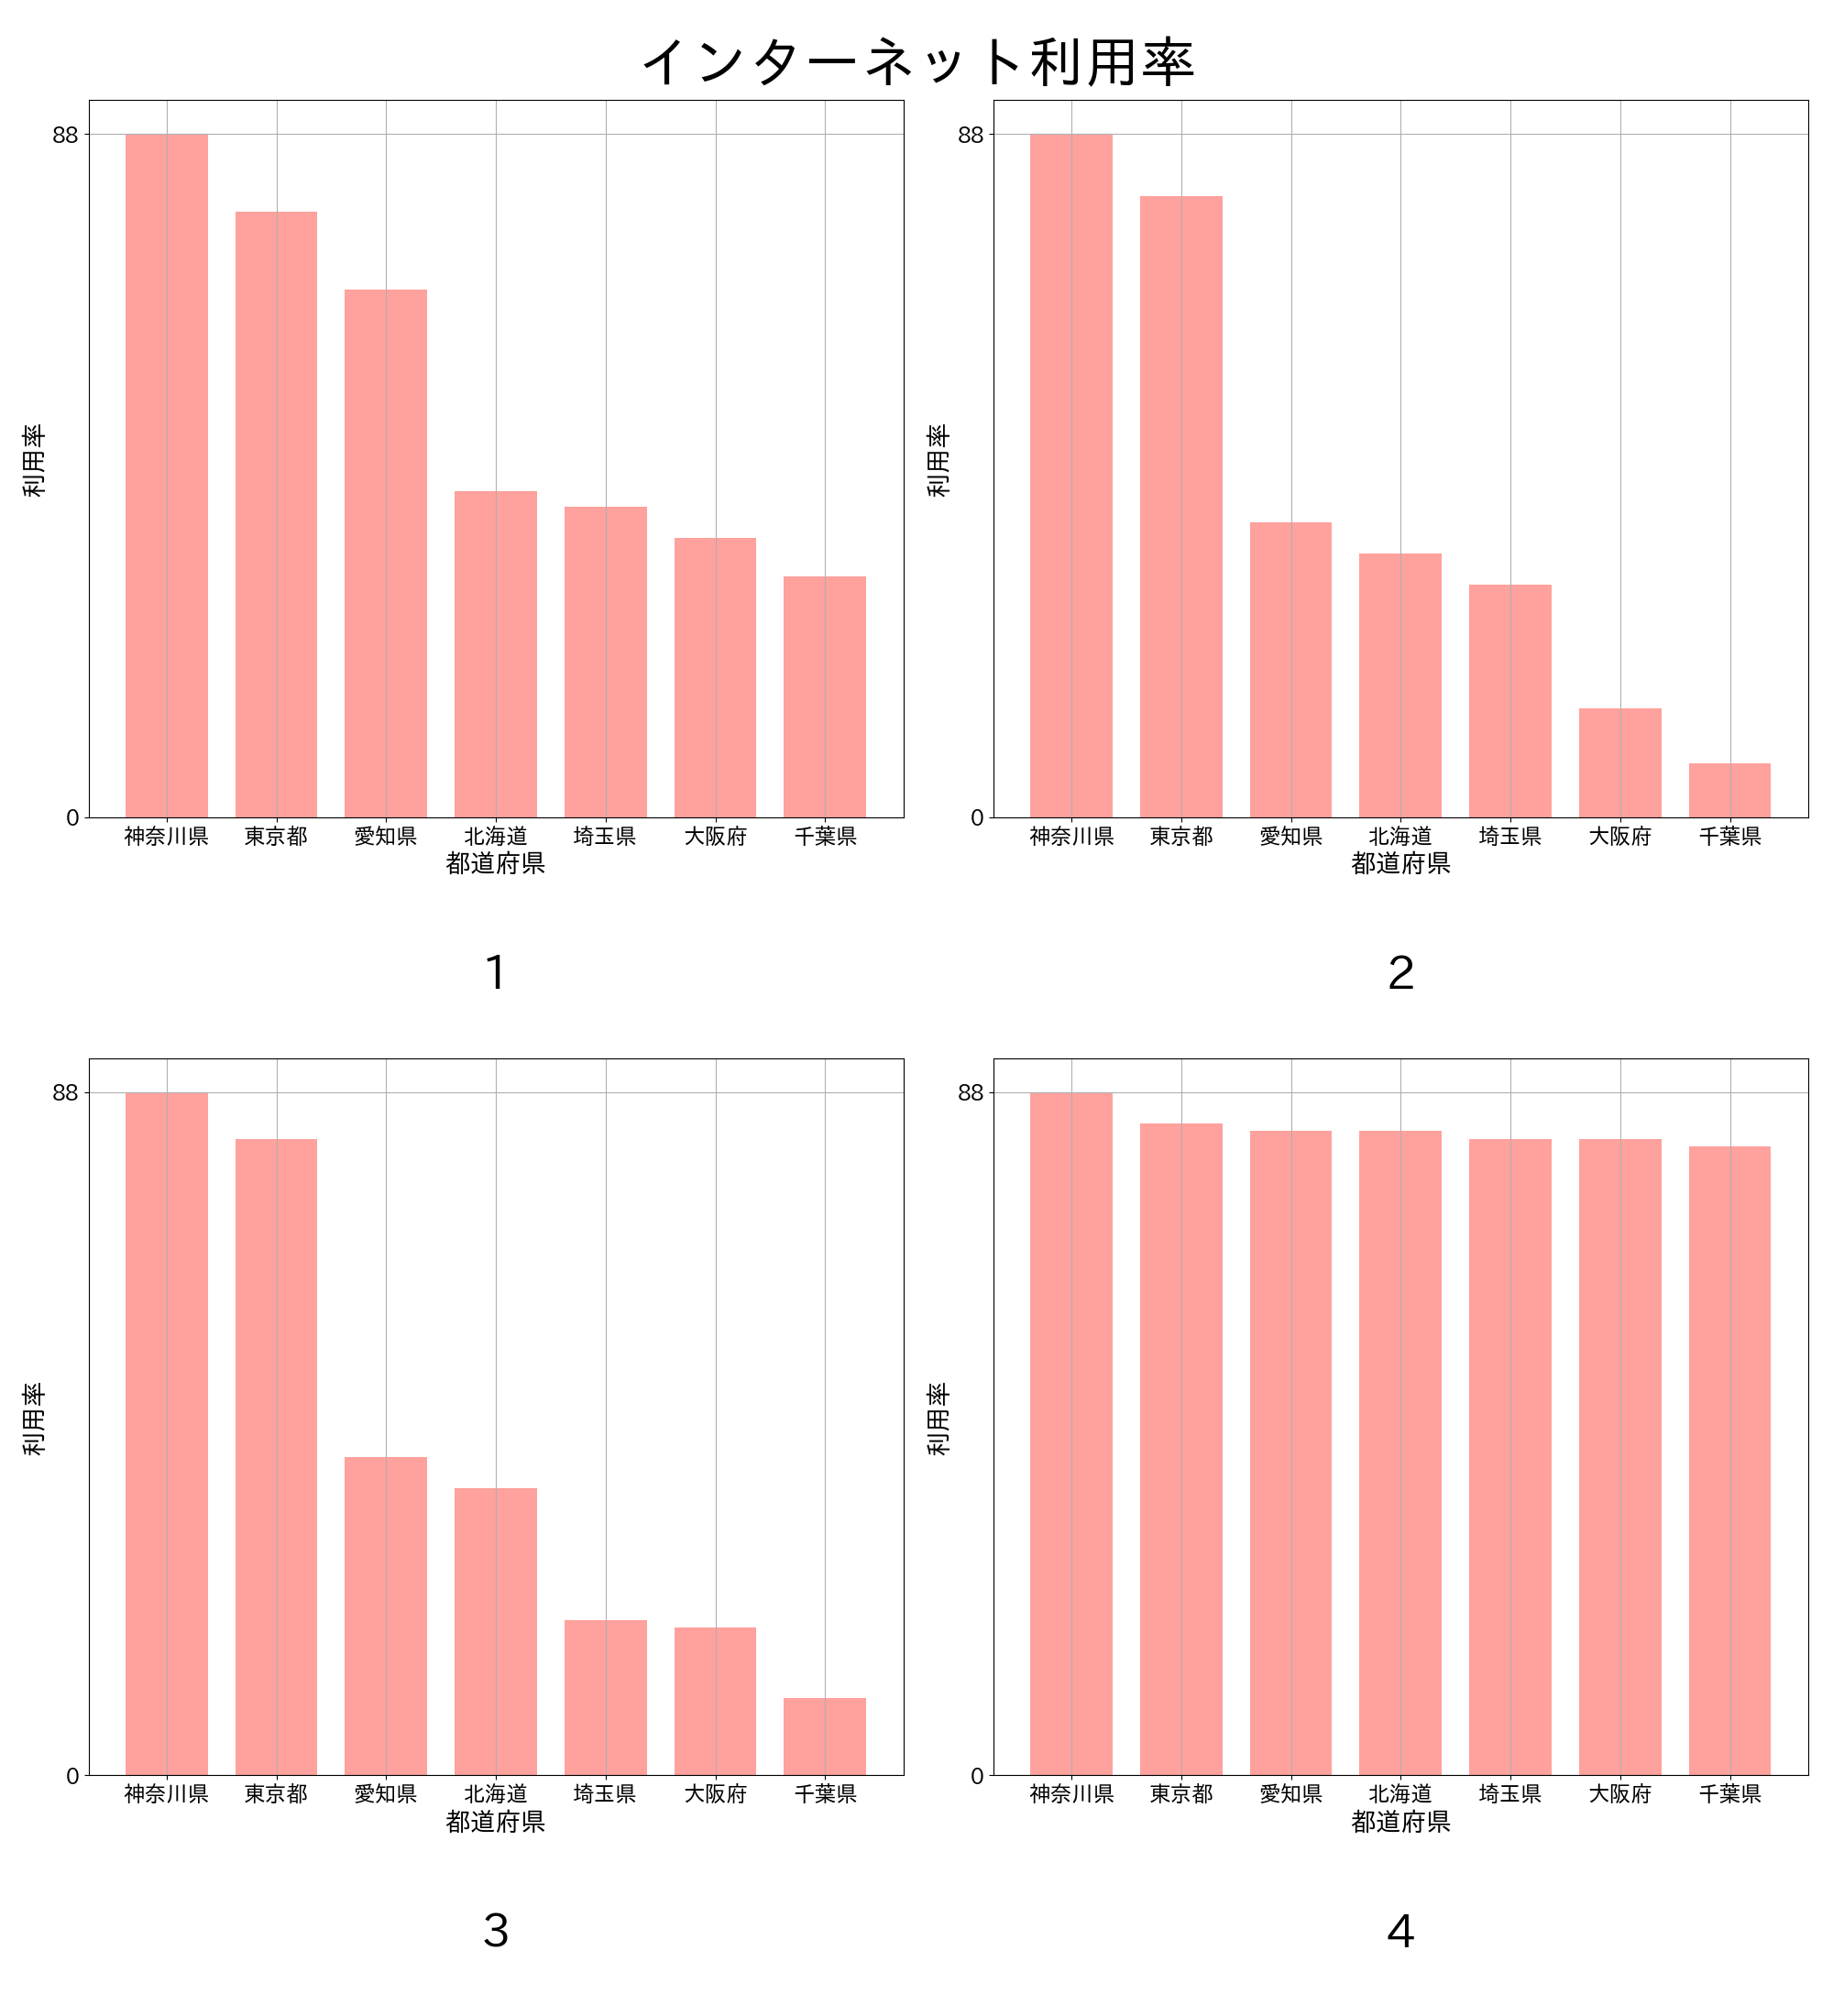 インターネット利用率
88
0
利用率
神奈川県 東京都 愛知県 北海道 埼玉県 大阪府 千葉県
都道府県
1
88
0
利用率
神奈川県 東京都 愛知県 北海道 埼玉県 大阪府 千葉県
都道府県
2
88
0
利用率
神奈川県 東京都 愛知県 北海道 埼玉県 大阪府 千葉県
都道府県
3
88
0
利用率
神奈川県 東京都 愛知県 北海道 埼玉県 大阪府 千葉県
都道府県
4